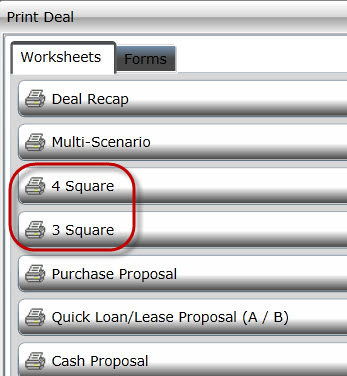 Print Deal
Worksheets Forms
Deal Recap
Multi-Scenario
4 Square
3 Square
Purchase Proposal
Quick Loan/Lease Proposal (A / B)
Cash Proposal